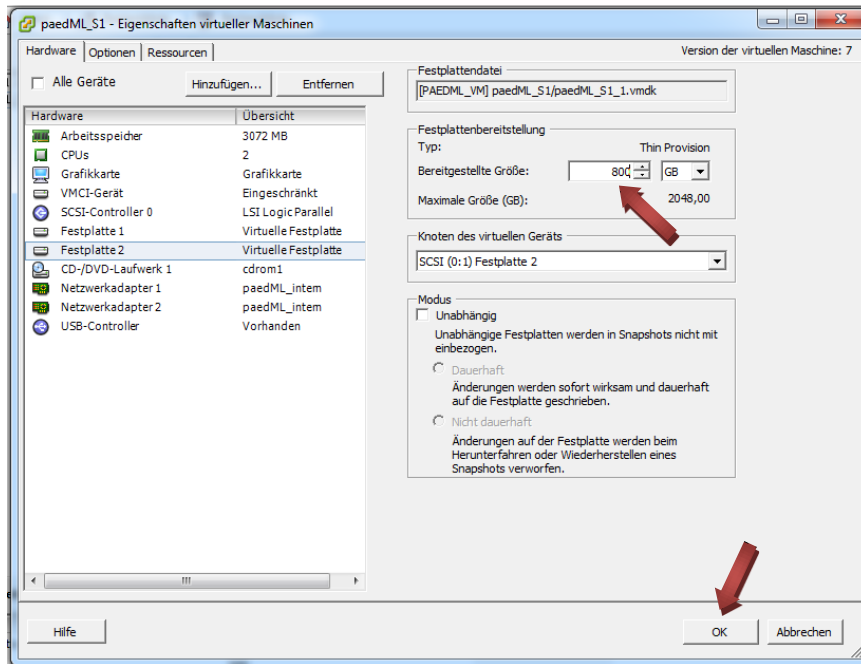 paedML_S1 - Eigenschaften virtueller Maschinen
Hardware Optionen Ressourcen Version der virtuellen Maschine: 7
Alle Geräte Hinzufügen... Entfernen
Hardware Übersicht
Arbeitsspeicher 3072 MB
CPUs 2
Grafikkarte Grafikkarte
VMCI-Gerät Eingeschränkt
SCSI-Controller 0 LSI Logic Parallel
Festplatte 1 Virtuelle Festplatte
Festplatte 2 Virtuelle Festplatte
CD-/DVD-Laufwerk 1 cdrom1
Netzwerkadapter 1 paedML_intern
Netzwerkadapter 2 paedML_intern
USB-Controller Vorhanden
Festplattendatei
[PAEDML_VM] paedML_S1/paedML_S1_1.vmdk
Festplattenbereitstellung
Typ: Thin Provision
Bereitgestellte Größe: 800 GB
Maximale Größe (GB): 2048,00
Knoten des virtuellen Geräts
SCSI (0:1) Festplatte 2
Modus
Unabhängig
Unabhängige Festplatten werden in Snapshots nicht mit
einbezogen.
Dauerhaft
Änderungen werden sofort wirksam und dauerhaft
auf die Festplatte geschrieben.
Nicht dauerhaft
Änderungen auf der Festplatte werden beim
Herunterfahren oder Wiederherstellen eines
Snapshots verworfen.
Hilfe OK Abbrechen